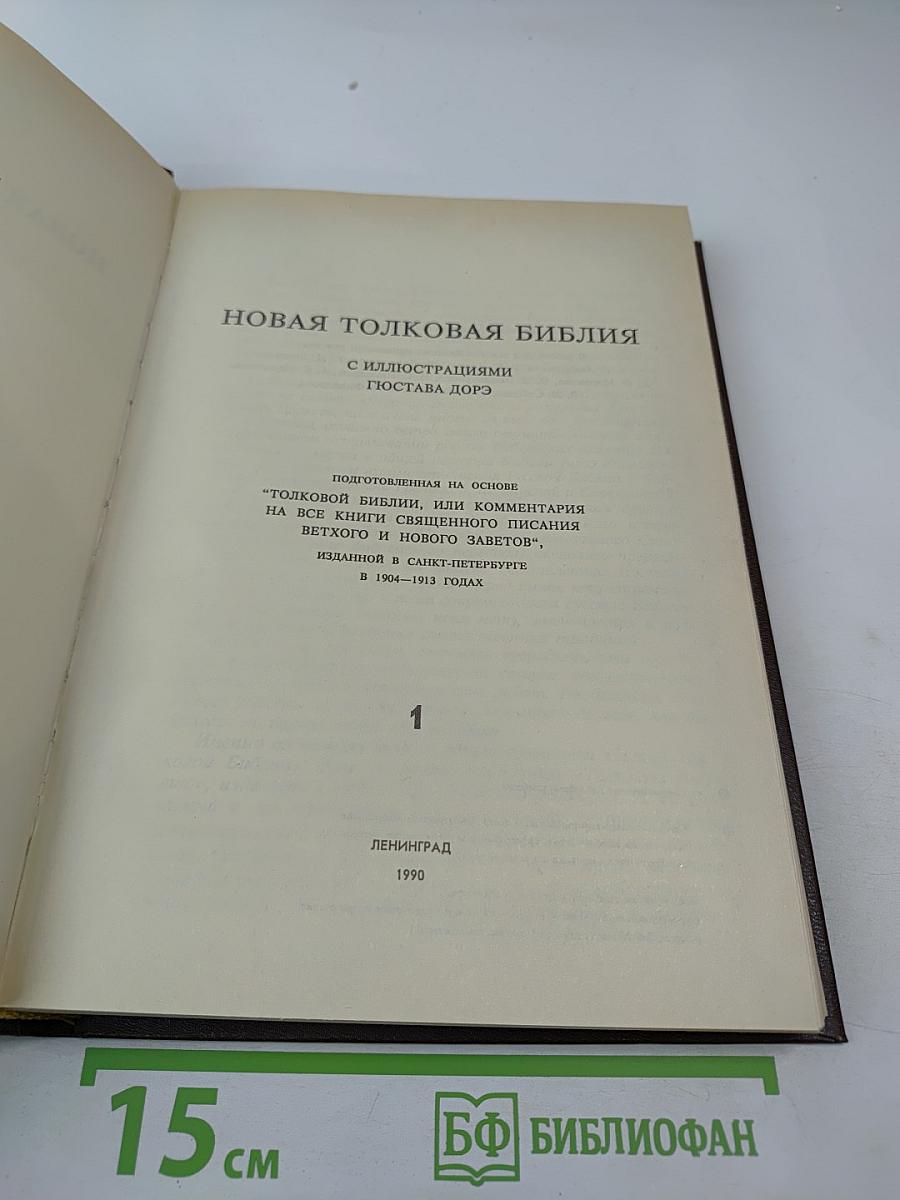 НОВАЯ ТОЛКОВАЯ БИБЛИЯ
С ИЛЛЮСТРАЦИЯМИ
ГЮСТАВА ДОРЭ
ПОДГОТОВЛЕННАЯ НА ОСНОВЕ
“ТОЛКОВОЙ БИБЛИИ, ИЛИ КОММЕНТАРИЯ
НА ВСЕ КНИГИ СВЯЩЕННОГО ПИСАНИЯ
ВЕТХОГО И НОВОГО ЗАВЕТОВ“,
ИЗДАННОЙ В САНКТ-ПЕТЕРБУРГЕ
В 1904—1913 ГОДАХ
1
ЛЕНИНГРАД
1990
15 см
БФ БИБЛИОФАН